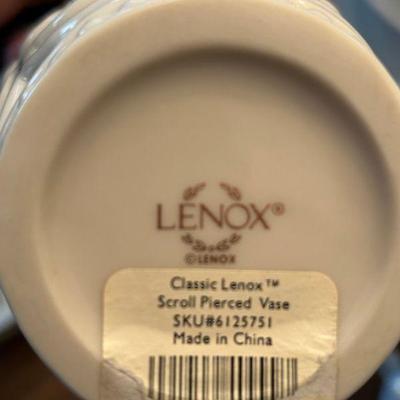 LENOX®
©LENOX
Classic Lenox™
Scroll Pierced Vase
SKU#6125751
Made in China